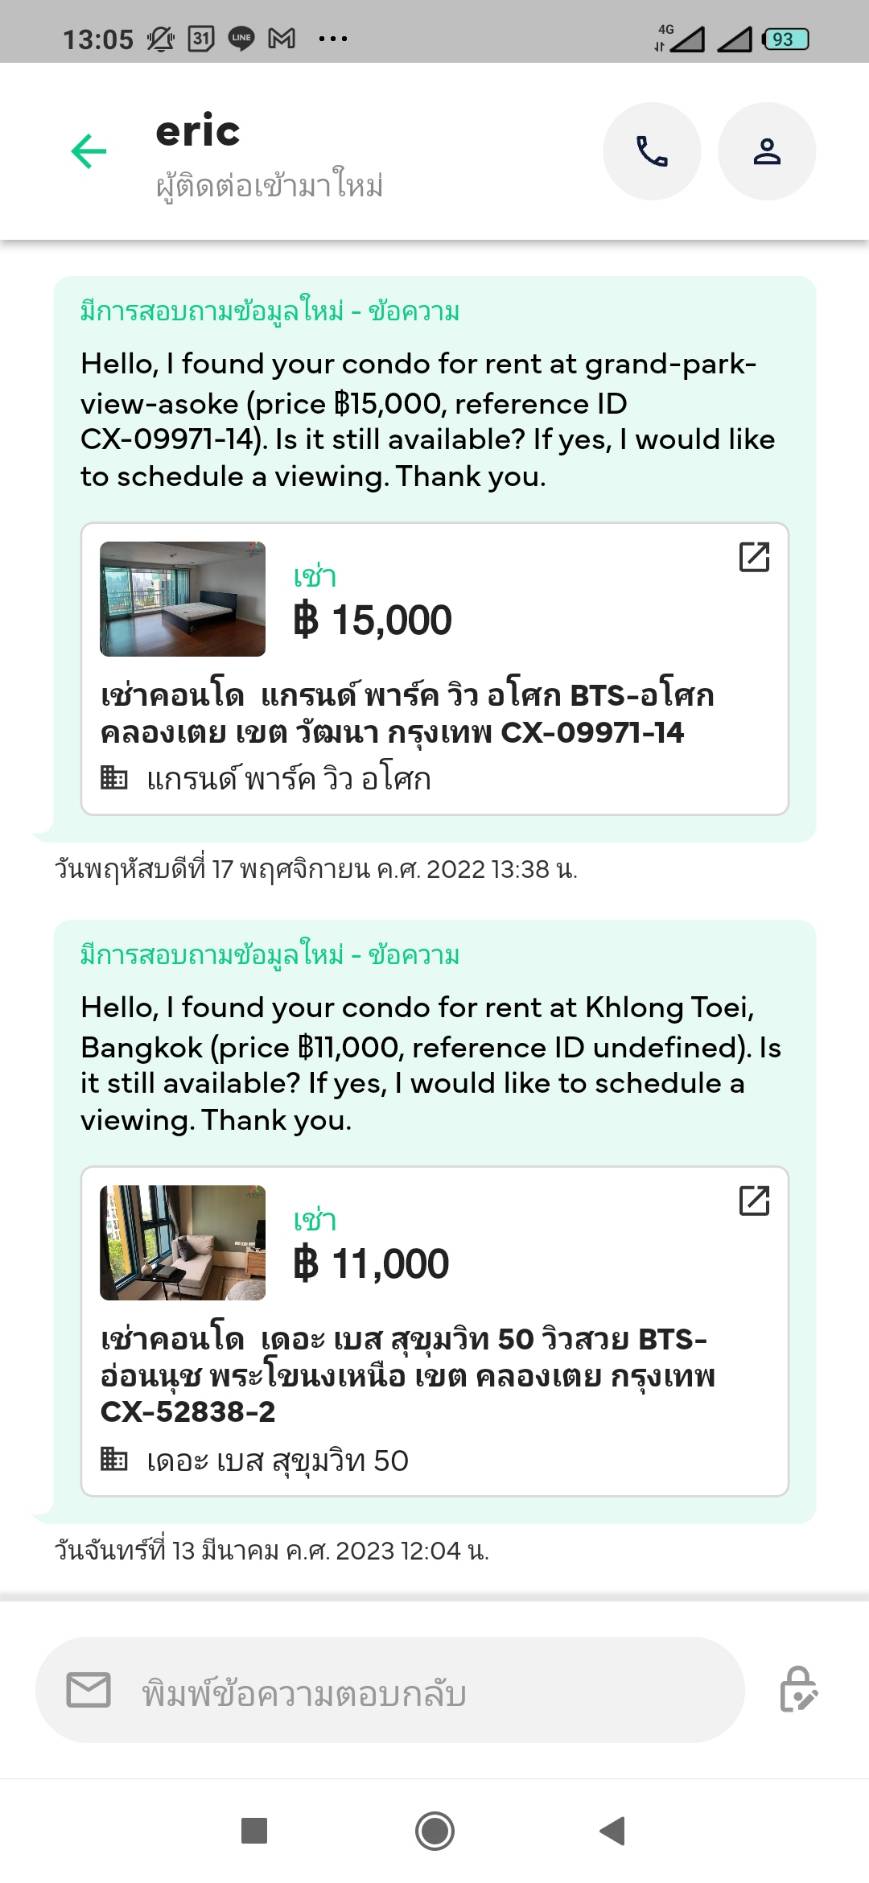 13:05
31
LINE
4G
93
eric
ผู้ติดต่อเข้ามาใหม่
มีการสอบถามข้อมูลใหม่ - ข้อความ
Hello, I found your condo for rent at grand-park-
view-asoke (price ฿15,000, reference ID
CX-09971-14). Is it still available? If yes, I would like
to schedule a viewing. Thank you.
เช่า
฿ 15,000
เช่าคอนโด แกรนด์ พาร์ค วิว อโศก BTS-อโศก
คลองเตย เขต วัฒนา กรุงเทพ CX-09971-14
แกรนด์ พาร์ค วิว อโศก
วันพฤหัสบดีที่ 17 พฤศจิกายน ค.ศ. 2022 13:38 น.
มีการสอบถามข้อมูลใหม่ - ข้อความ
Hello, I found your condo for rent at Khlong Toei,
Bangkok (price ฿11,000, reference ID undefined). Is
it still available? If yes, I would like to schedule a
viewing. Thank you.
เช่า
฿ 11,000
เช่าคอนโด เดอะ เบส สุขุมวิท 50 วิวสวย BTS-
อ่อนนุช พระโขนงเหนือ เขต คลองเตย กรุงเทพ
CX-52838-2
เดอะ เบส สุขุมวิท 50
วันจันทร์ที่ 13 มีนาคม ค.ศ. 2023 12:04 น.
พิมพ์ข้อความตอบกลับ